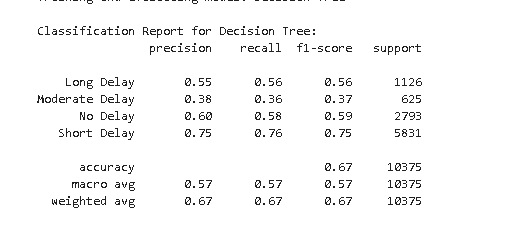 Classification Report for Decision Tree:
precision recall f1-score support
Long Delay 0.55 0.56 0.56 1126
Moderate Delay 0.38 0.36 0.37 625
No Delay 0.60 0.58 0.59 2793
Short Delay 0.75 0.76 0.75 5831
accuracy 0.67 10375
macro avg 0.57 0.57 0.57 10375
weighted avg 0.67 0.67 0.67 10375